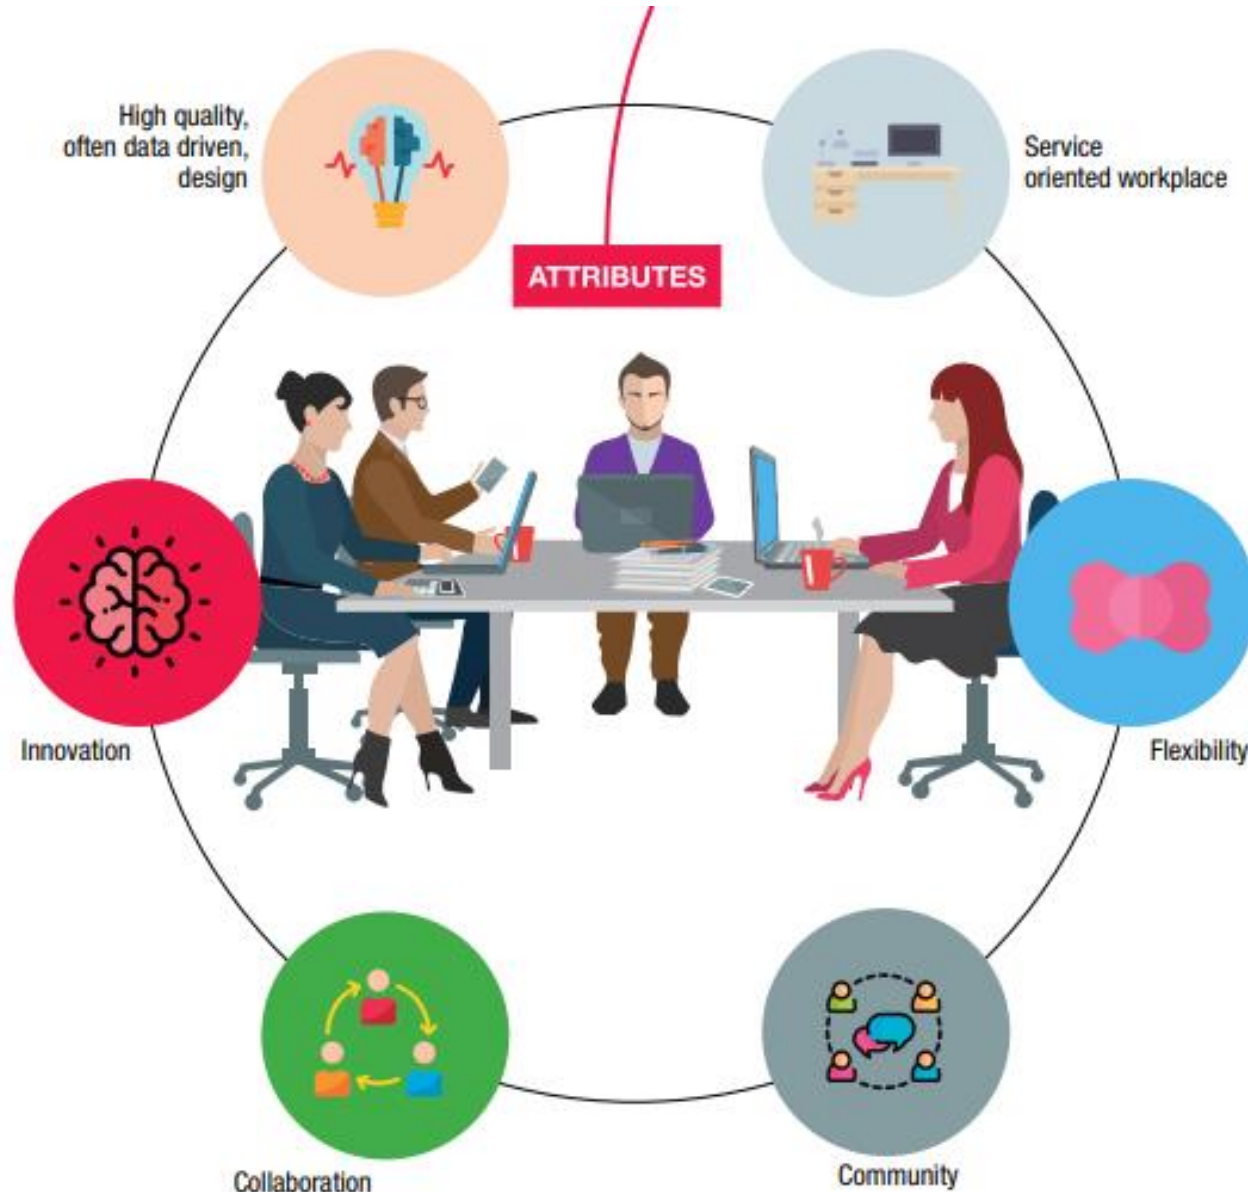 High quality,
often data driven,
design
Service
oriented workplace
ATTRIBUTES
Innovation
Flexibility
Collaboration
Community